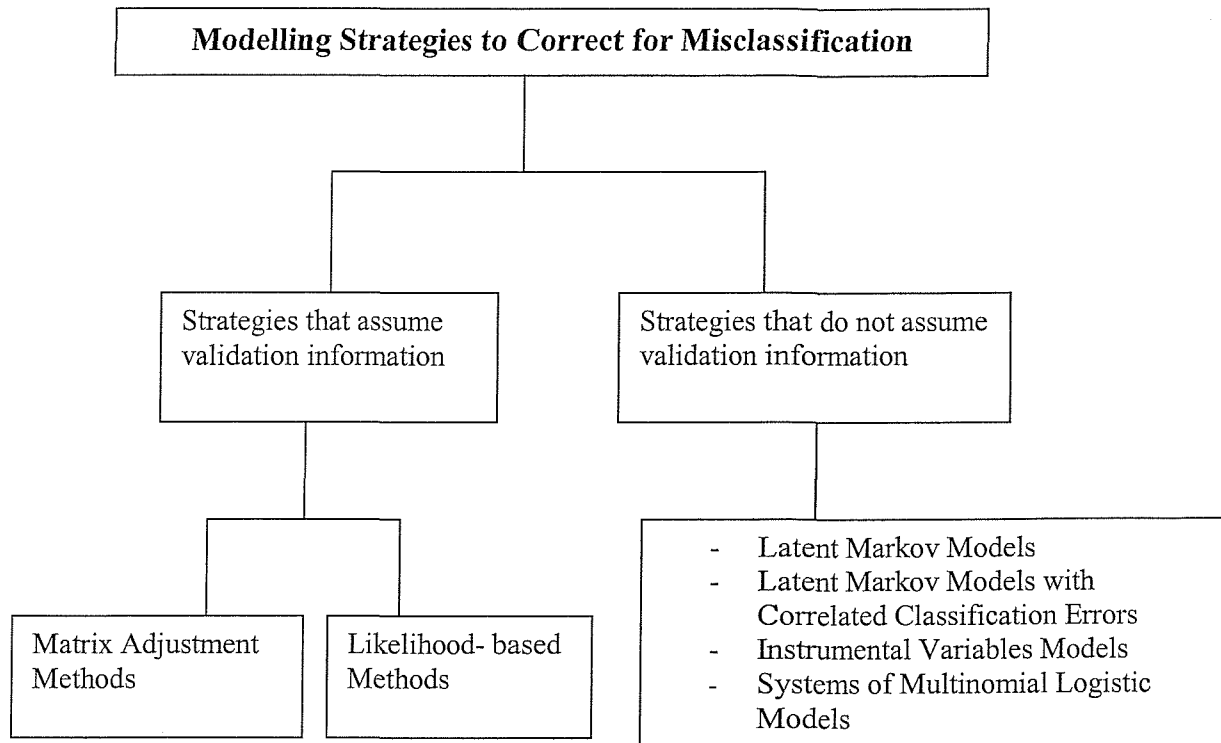 Modelling Strategies to Correct for Misclassification
Strategies that assume
validation information
Strategies that do not assume
validation information
Matrix Adjustment
Methods
Likelihood- based
Methods
- Latent Markov Models
- Latent Markov Models with
Correlated Classification Errors
- Instrumental Variables Models
- Systems of Multinomial Logistic
Models